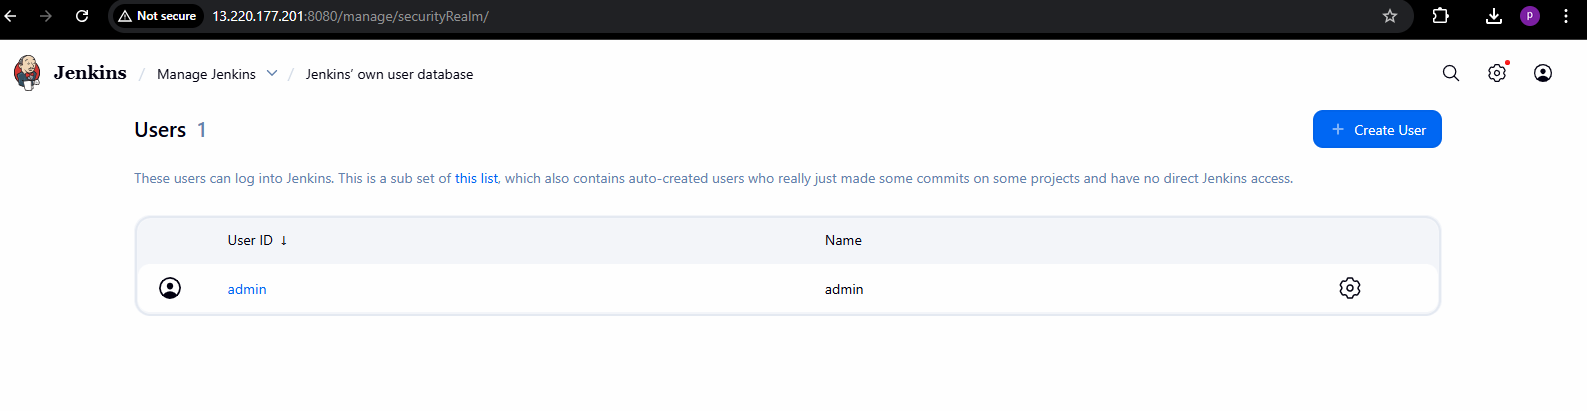 Not secure 13.220.177.201:8080/manage/securityRealm/
p
Jenkins / Manage Jenkins / Jenkins' own user database
Users 1
+ Create User
These users can log into Jenkins. This is a sub set of this list, which also contains auto-created users who really just made some commits on some projects and have no direct Jenkins access.
User ID ↓ Name
admin admin